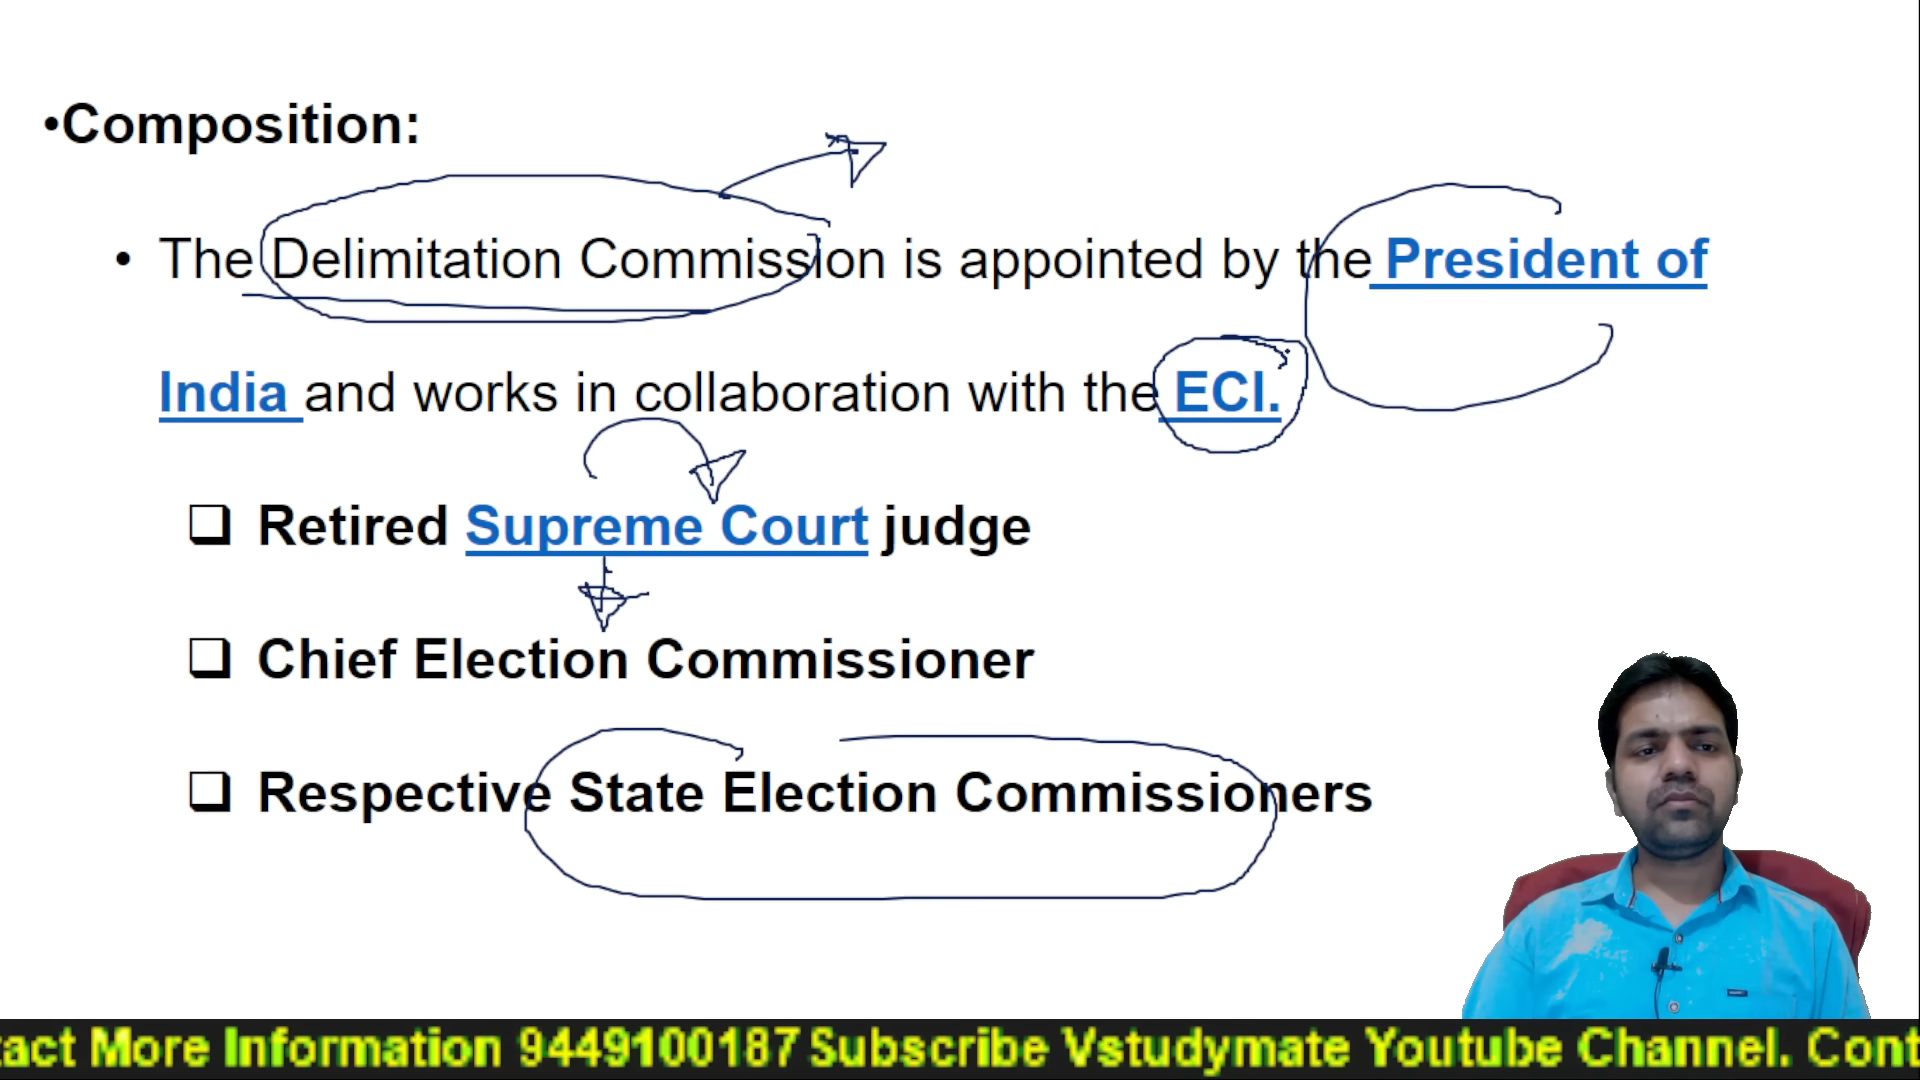 •Composition:
• The Delimitation Commission is appointed by the President of
India and works in collaboration with the ECI.
❑ Retired Supreme Court judge
❑ Chief Election Commissioner
❑ Respective State Election Commissioners
tact More Information 9449100187 Subscribe Vstudymate Youtube Channel. Cont